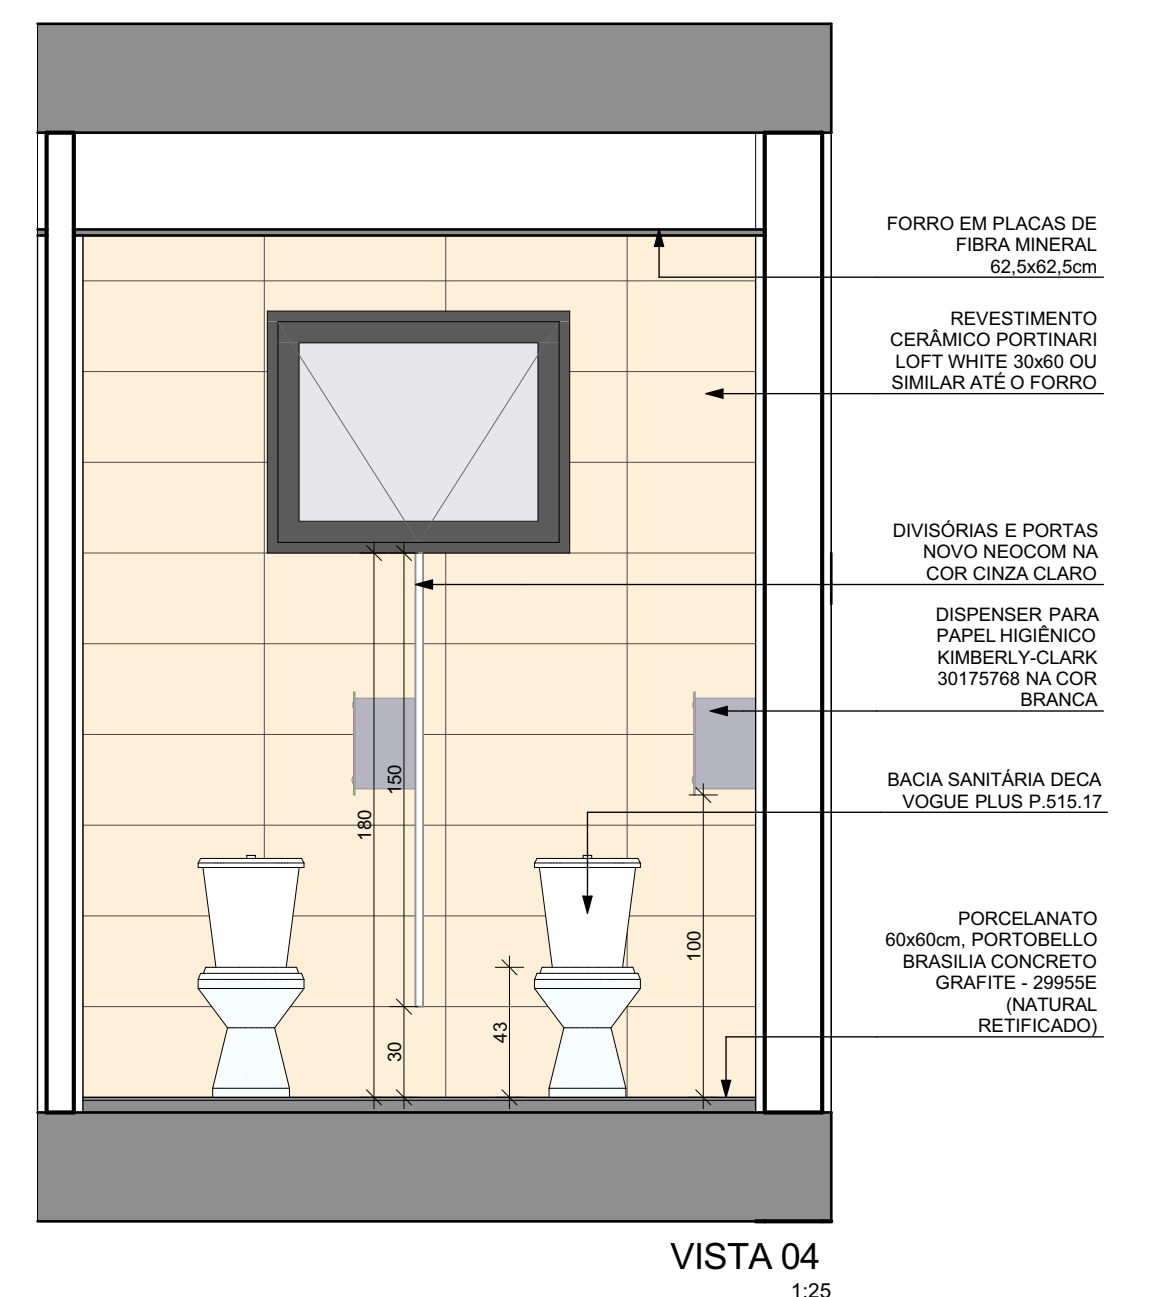 FORRO EM PLACAS DE
FIBRA MINERAL
62,5x62,5cm
REVESTIMENTO
CERÂMICO PORTINARI
LOFT WHITE 30x60 OU
SIMILAR ATÉ O FORRO
DIVISÓRIAS E PORTAS
NOVO NEOCOM NA
COR CINZA CLARO
DISPENSER PARA
PAPEL HIGIÊNICO
KIMBERLY-CLARK
30175768 NA COR
BRANCA
BACIA SANITÁRIA DECA
VOGUE PLUS P.515.17
PORCELANATO
60x60cm, PORTOBELLO
BRASILIA CONCRETO
GRAFITE - 29955E
(NATURAL
RETIFICADO)
180
150
30
43
100
VISTA 04
1:25